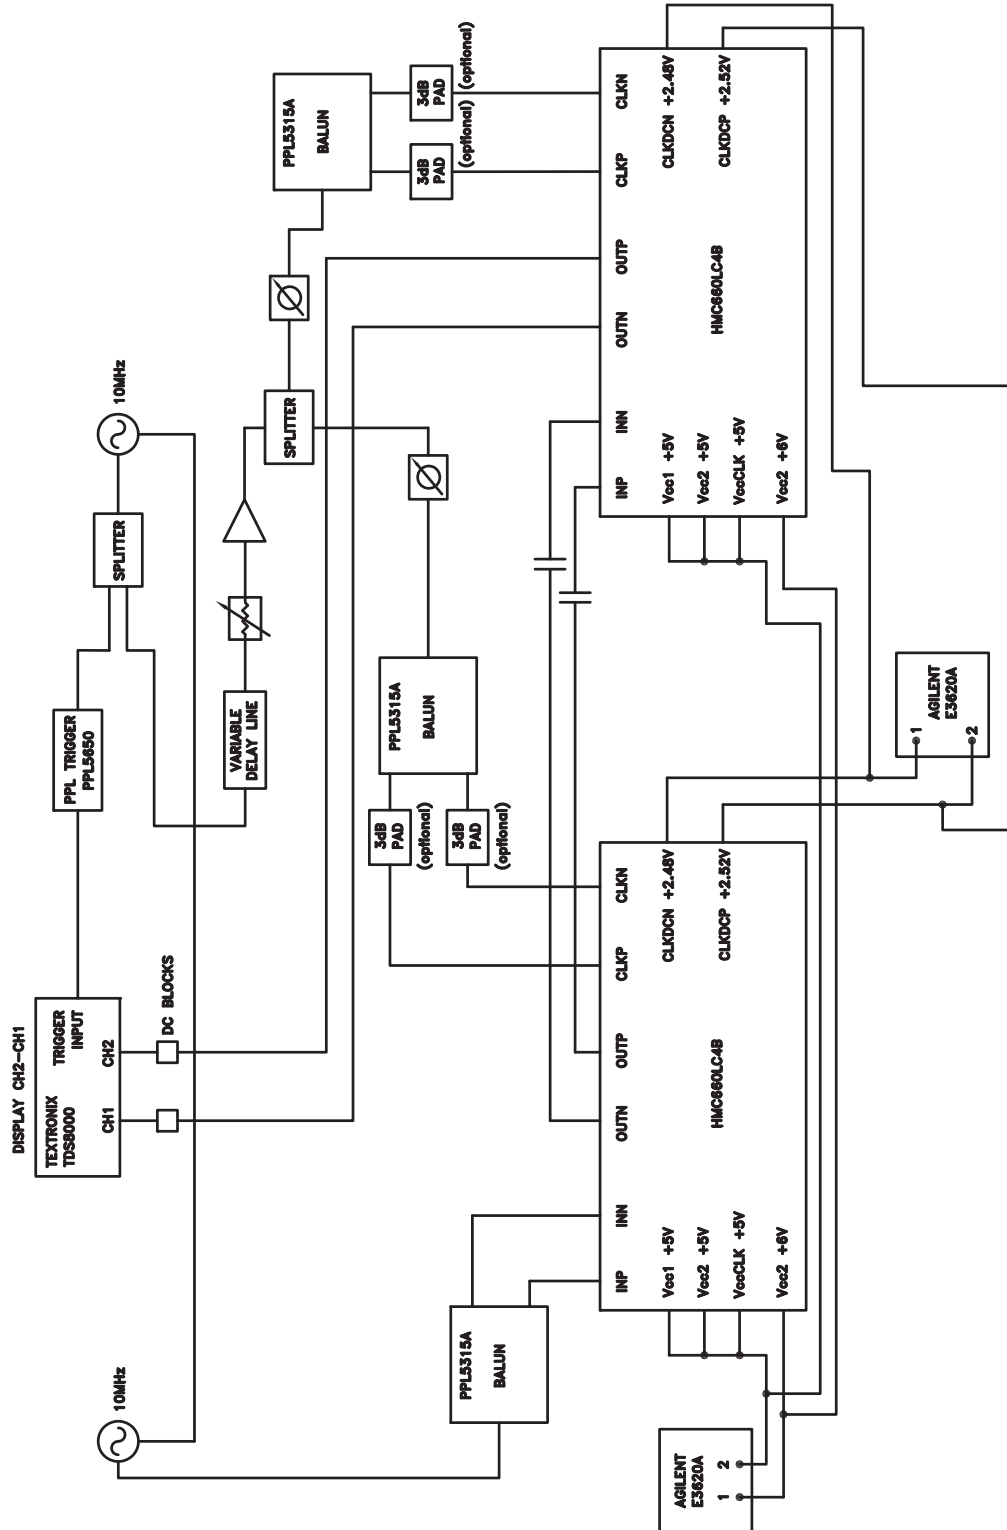 DISPLAY CH2-CH1
TEXTRONIX
TDS8000
TRIGGER
INPUT
CH1
CH2
DC BLOCKS
PPL TRIGGER
PPL5650
SPLITTER
10MHz
10MHz
VARIABLE
DELAY LINE
SPLITTER
PPL5315A
BALUN
3dB
PAD
(optional)
3dB
PAD
(optional)
PPL5315A
BALUN
3dB
PAD
(optional)
3dB
PAD
(optional)
PPL5315A
BALUN
INP
INN
OUTN
OUTP
CLKP
CLKN
Vcc1 +5V
Vcc2 +5V
VccCLK +5V
Vcc2 +6V
HMC660LC4B
CLKDCN +2.48V
CLKDCP +2.52V
INP
INN
OUTN
OUTP
CLKP
CLKN
Vcc1 +5V
Vcc2 +5V
VccCLK +5V
Vcc2 +6V
HMC660LC4B
CLKDCN +2.48V
CLKDCP +2.52V
AGILENT
E3620A
1
2
AGILENT
E3620A
1
2